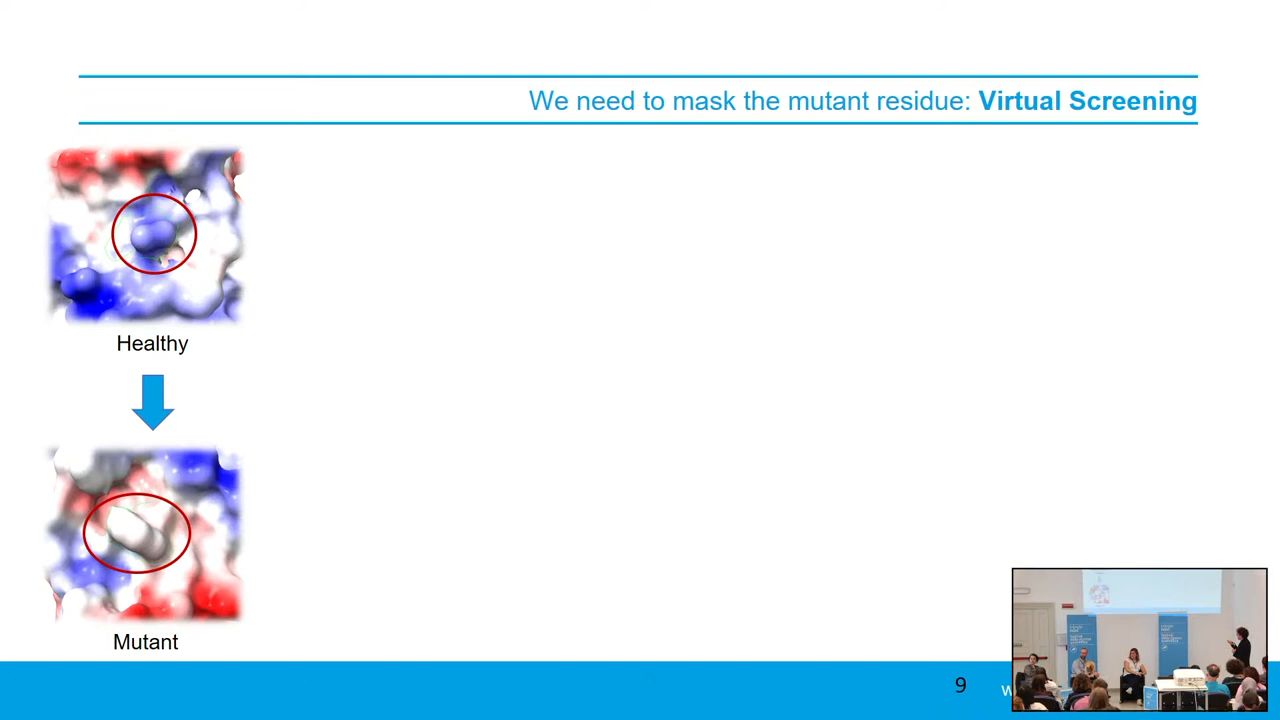 We need to mask the mutant residue: Virtual Screening
Healthy
Mutant
9